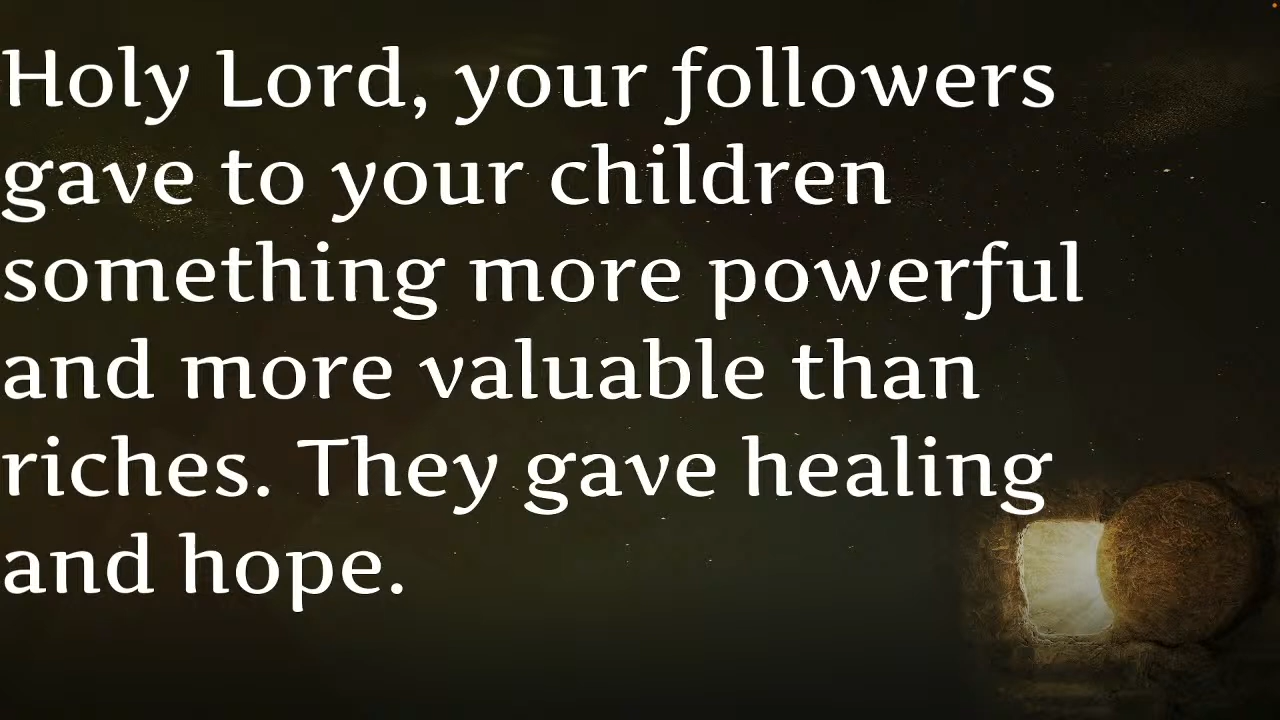 Holy Lord, your followers
gave to your children
something more powerful
and more valuable than
riches. They gave healing
and hope.